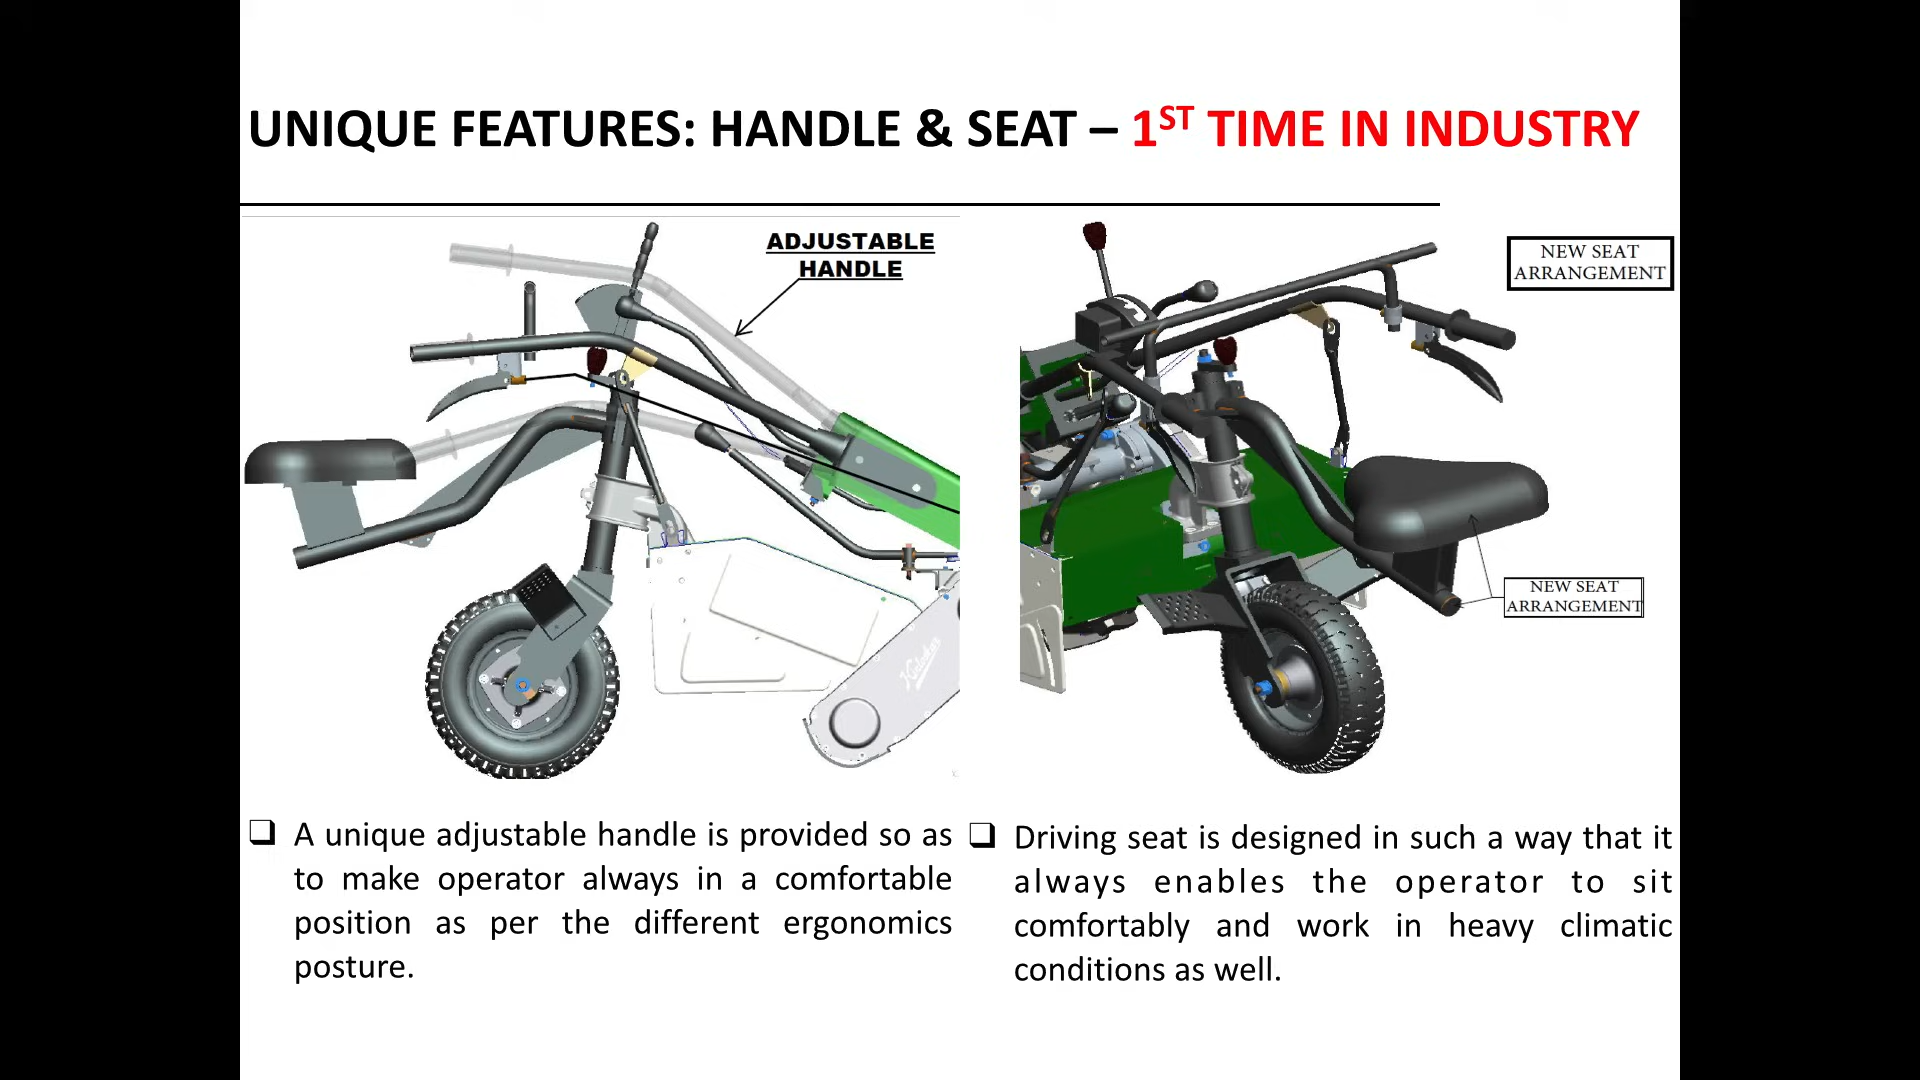 UNIQUE FEATURES: HANDLE & SEAT – 1ST TIME IN INDUSTRY
ADJUSTABLE
HANDLE
NEW SEAT
ARRANGEMENT
NEW SEAT
ARRANGEMENT
Kirloskar
❑ A unique adjustable handle is provided so as
to make operator always in a comfortable
position as per the different ergonomics
posture.
❑ Driving seat is designed in such a way that it
always enables the operator to sit
comfortably and work in heavy climatic
conditions as well.